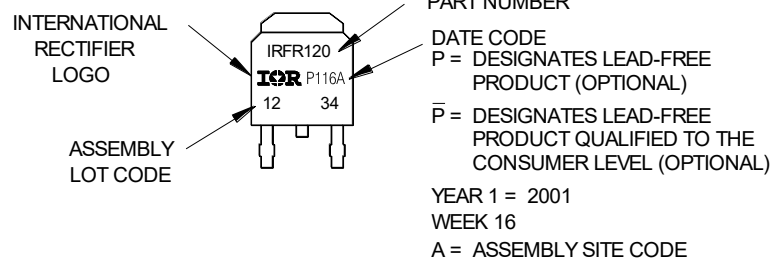 INTERNATIONAL
RECTIFIER
LOGO
ASSEMBLY
LOT CODE
IRFR120
IOR P116A
12 34
PART NUMBER
DATE CODE
P = DESIGNATES LEAD-FREE
PRODUCT (OPTIONAL)
P̅ = DESIGNATES LEAD-FREE
PRODUCT QUALIFIED TO THE
CONSUMER LEVEL (OPTIONAL)
YEAR 1 = 2001
WEEK 16
A = ASSEMBLY SITE CODE